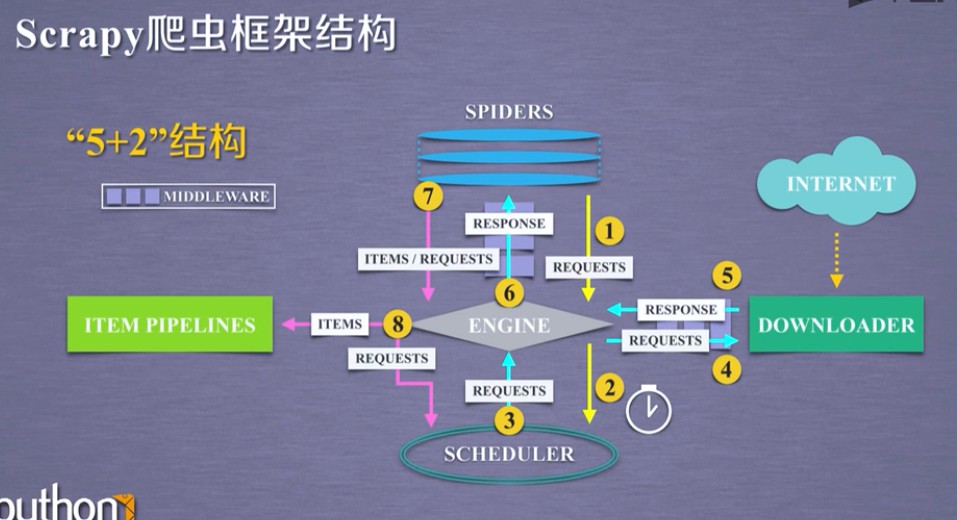 Scrapy爬虫框架结构
“5+2”结构
MIDDLEWARE
SPIDERS
INTERNET
7
RESPONSE
1
ITEMS / REQUESTS
REQUESTS
6
5
ITEM PIPELINES
ITEMS
8
ENGINE
RESPONSE
REQUESTS
DOWNLOADER
REQUESTS
4
REQUESTS
2
3
SCHEDULER